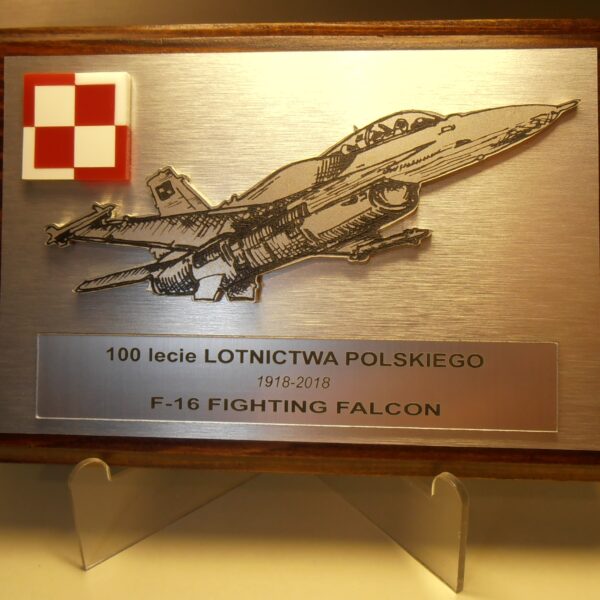 100 lecie LOTNICTWA POLSKIEGO
1918-2018
F-16 FIGHTING FALCON